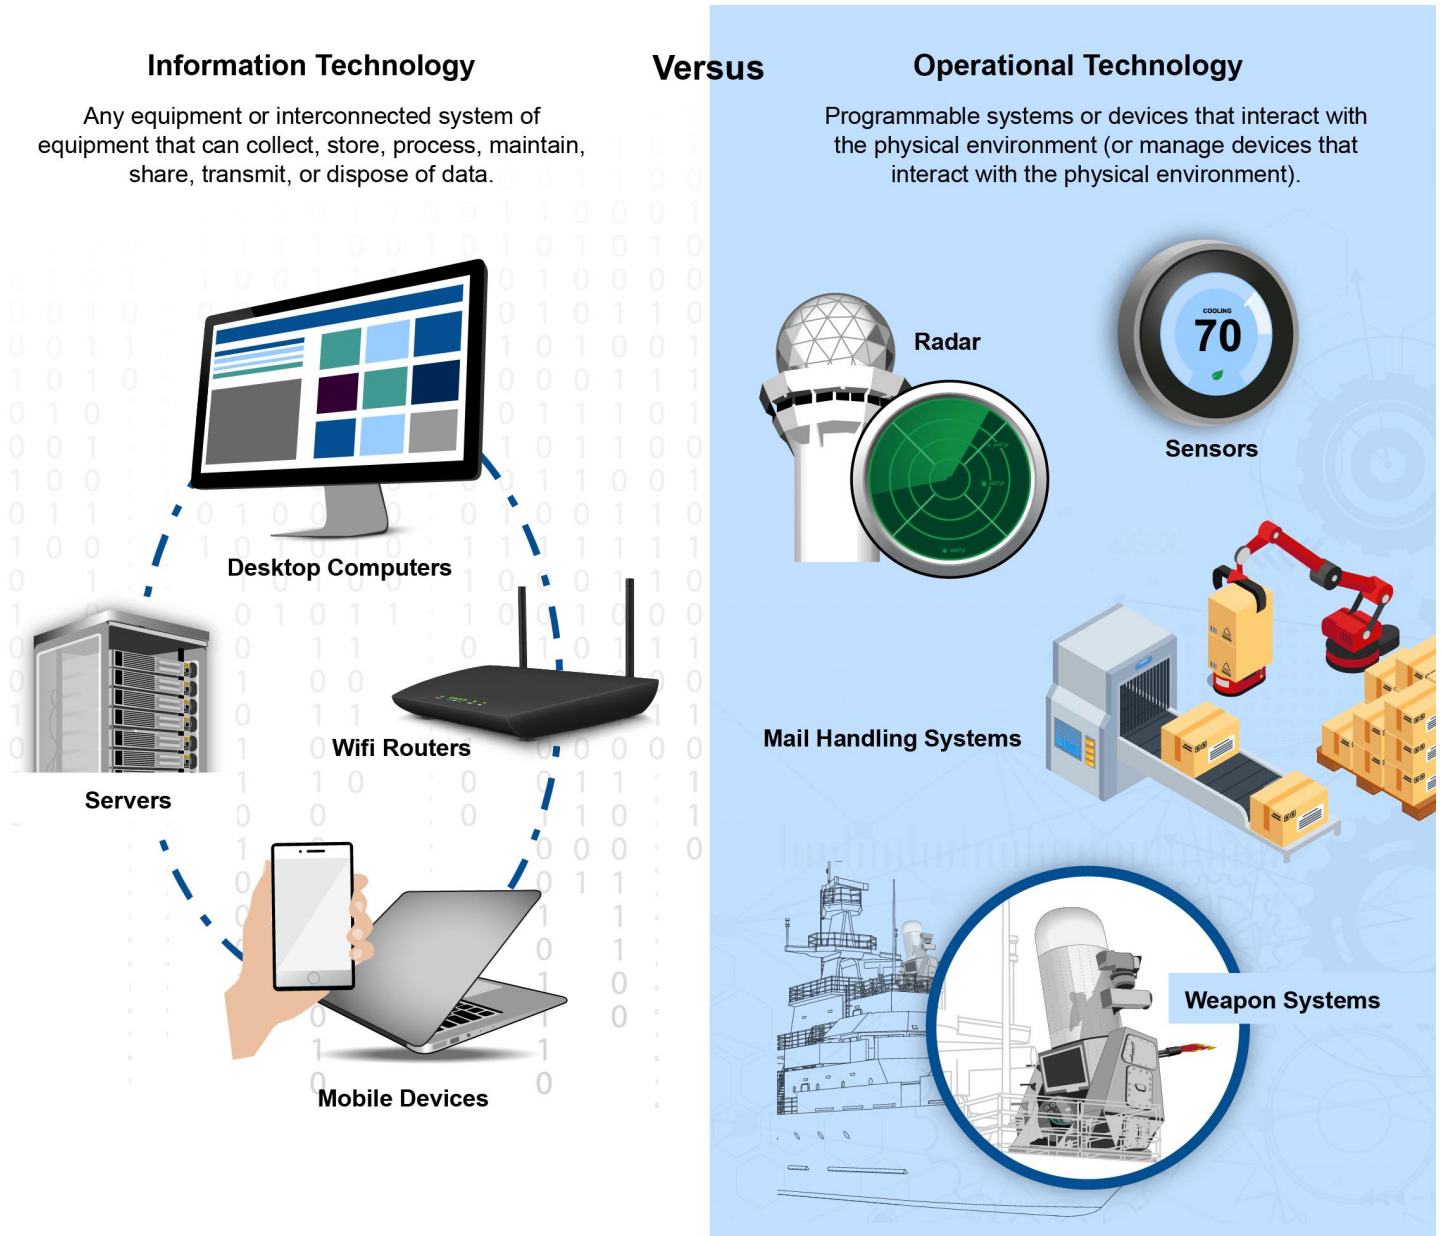 Information Technology
Versus
Operational Technology
Any equipment or interconnected system of
equipment that can collect, store, process, maintain,
share, transmit, or dispose of data.
Programmable systems or devices that interact with
the physical environment (or manage devices that
interact with the physical environment).
Desktop Computers
Servers
Wifi Routers
Mobile Devices
Radar
COOLING
70
Sensors
Mail Handling Systems
Weapon Systems